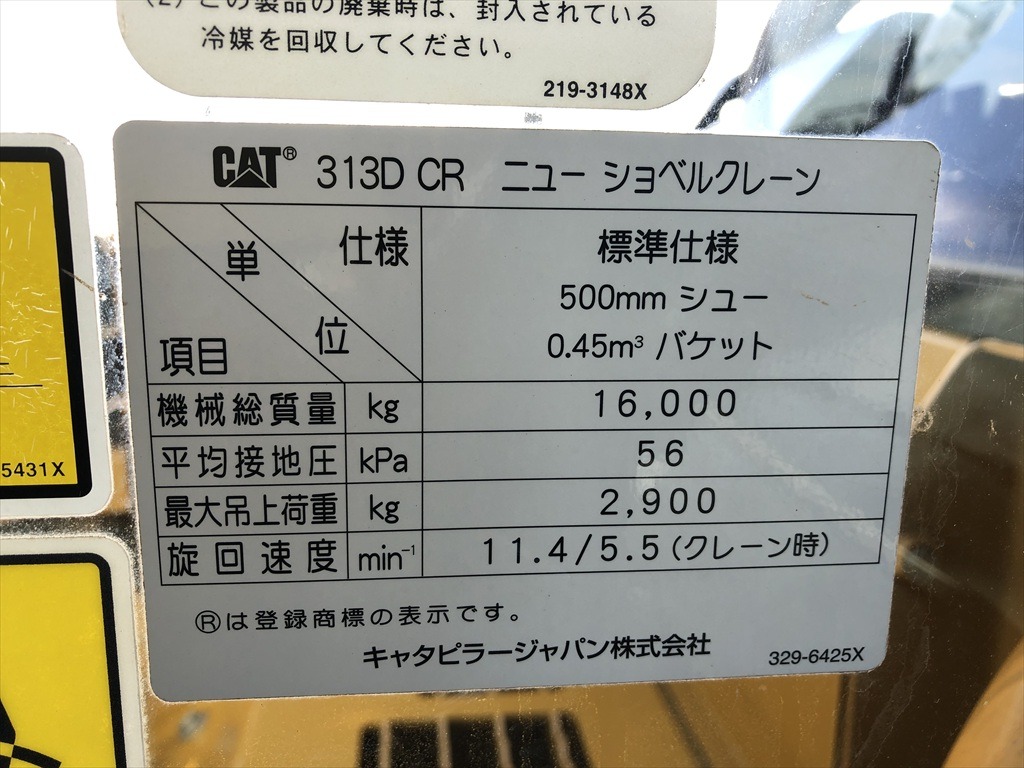 (2) この製品の廃棄時は、封入されている
冷媒を回収してください。
219-3148X
CAT® 313D CR ニュー ショベルクレーン
単位 仕様 項目
標準仕様
500mm シュー
0.45m³ バケット
機械総質量 kg 16,000
平均接地圧 kPa 56
最大吊上荷重 kg 2,900
旋回速度 min⁻¹ 11.4/5.5(クレーン時)
Ⓡは登録商標の表示です。
キャタピラージャパン株式会社
329-6425X
5431X